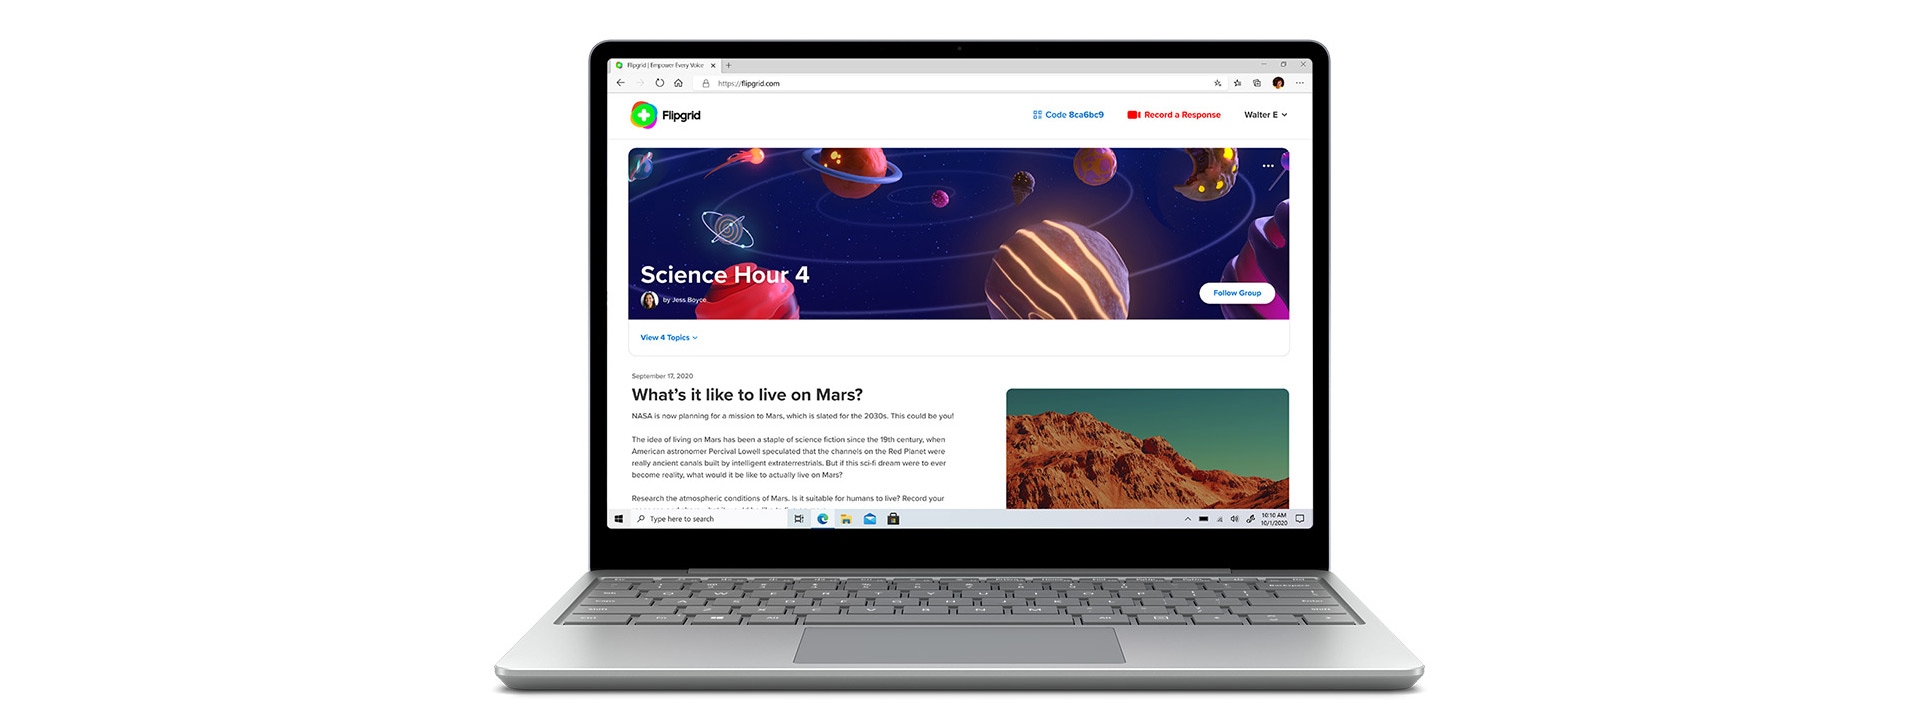 Flipgrid | Empower Every Voice
https://flipgrid.com
Flipgrid
Code 8ca6bc9
Record a Response
Walter E
Science Hour 4
by Jess Boyce
Follow Group
View 4 Topics
September 17, 2020
What's it like to live on Mars?
NASA is now planning for a mission to Mars, which is slated for the 2030s. This could be you!
The idea of living on Mars has been a staple of science fiction since the 19th century, when
American astronomer Percival Lowell speculated that the channels on the Red Planet were
really ancient canals built by intelligent extraterrestrials. But if this sci-fi dream were to ever
become reality, what would it be like to actually live on Mars?
Research the atmospheric conditions of Mars. Is it suitable for humans to live? Record your
Type here to search
10:10 AM
10/1/2020